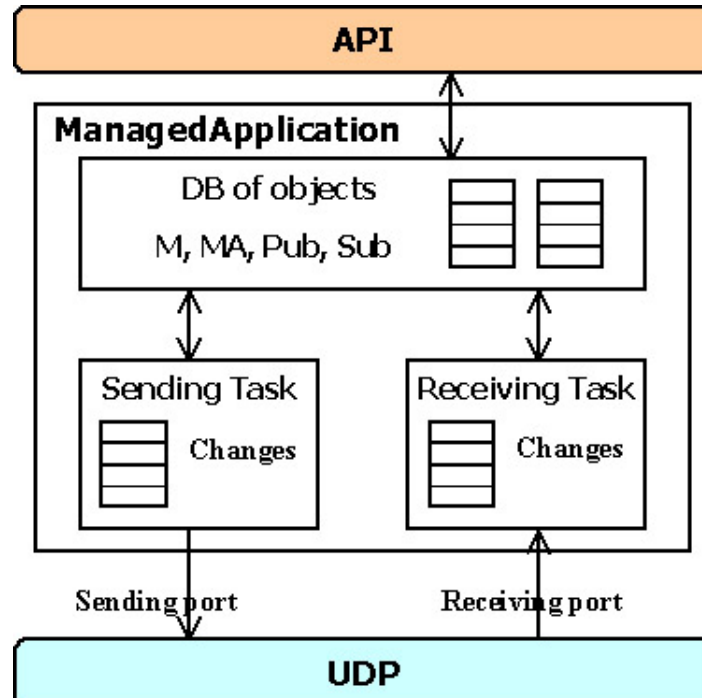 API
ManagedApplication
DB of objects
M, MA, Pub, Sub
Sending Task
Changes
Receiving Task
Changes
Sending port
Receiving port
UDP